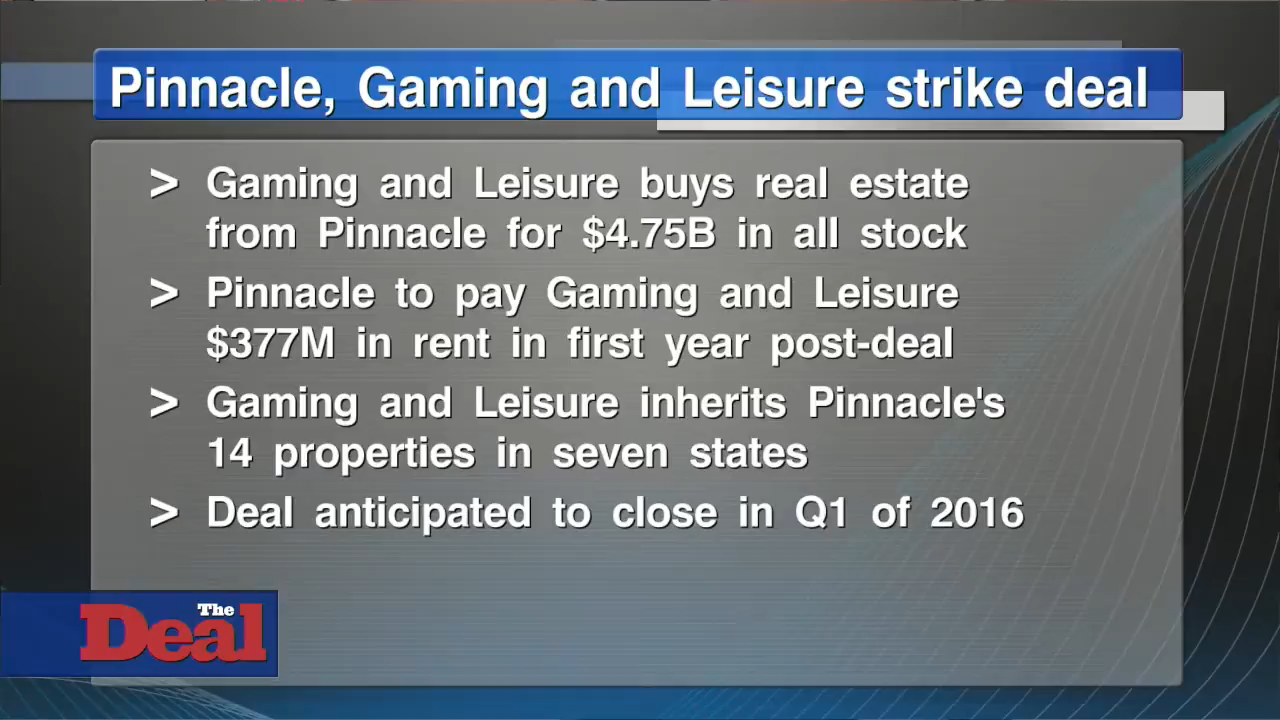 Pinnacle, Gaming and Leisure strike deal
> Gaming and Leisure buys real estate
from Pinnacle for $4.75B in all stock
> Pinnacle to pay Gaming and Leisure
$377M in rent in first year post-deal
> Gaming and Leisure inherits Pinnacle's
14 properties in seven states
> Deal anticipated to close in Q1 of 2016
The
Deal